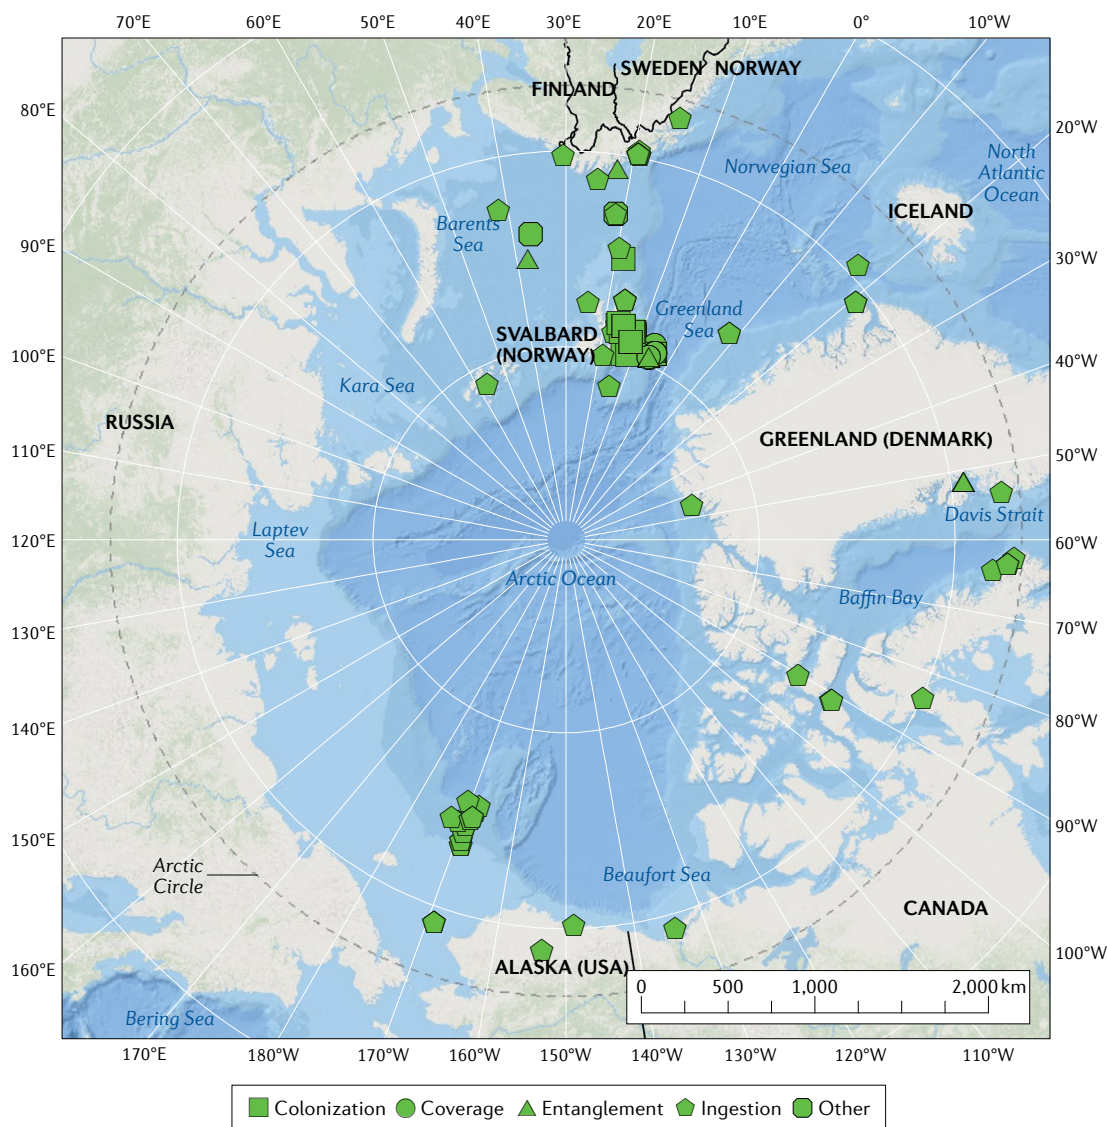 70°E 60°E 50°E 40°E 30°E 20°E 10°E 0° 10°W
SWEDEN NORWAY
FINLAND
80°E
20°W
Norwegian Sea
North
Atlantic
Ocean
ICELAND
Barents
Sea
90°E
30°W
Greenland
Sea
SVALBARD
(NORWAY)
100°E
40°W
Kara Sea
RUSSIA
GREENLAND (DENMARK)
110°E
50°W
Davis Strait
Laptev
Sea
120°E
60°W
Arctic Ocean
Baffin Bay
130°E
70°W
140°E
80°W
150°E
90°W
Arctic
Circle
Beaufort Sea
CANADA
100°W
160°E
ALASKA (USA)
0 500 1,000 2,000 km
Bering Sea
170°E 180°W 170°W 160°W 150°W 140°W 130°W 120°W 110°W
Colonization Coverage Entanglement Ingestion Other